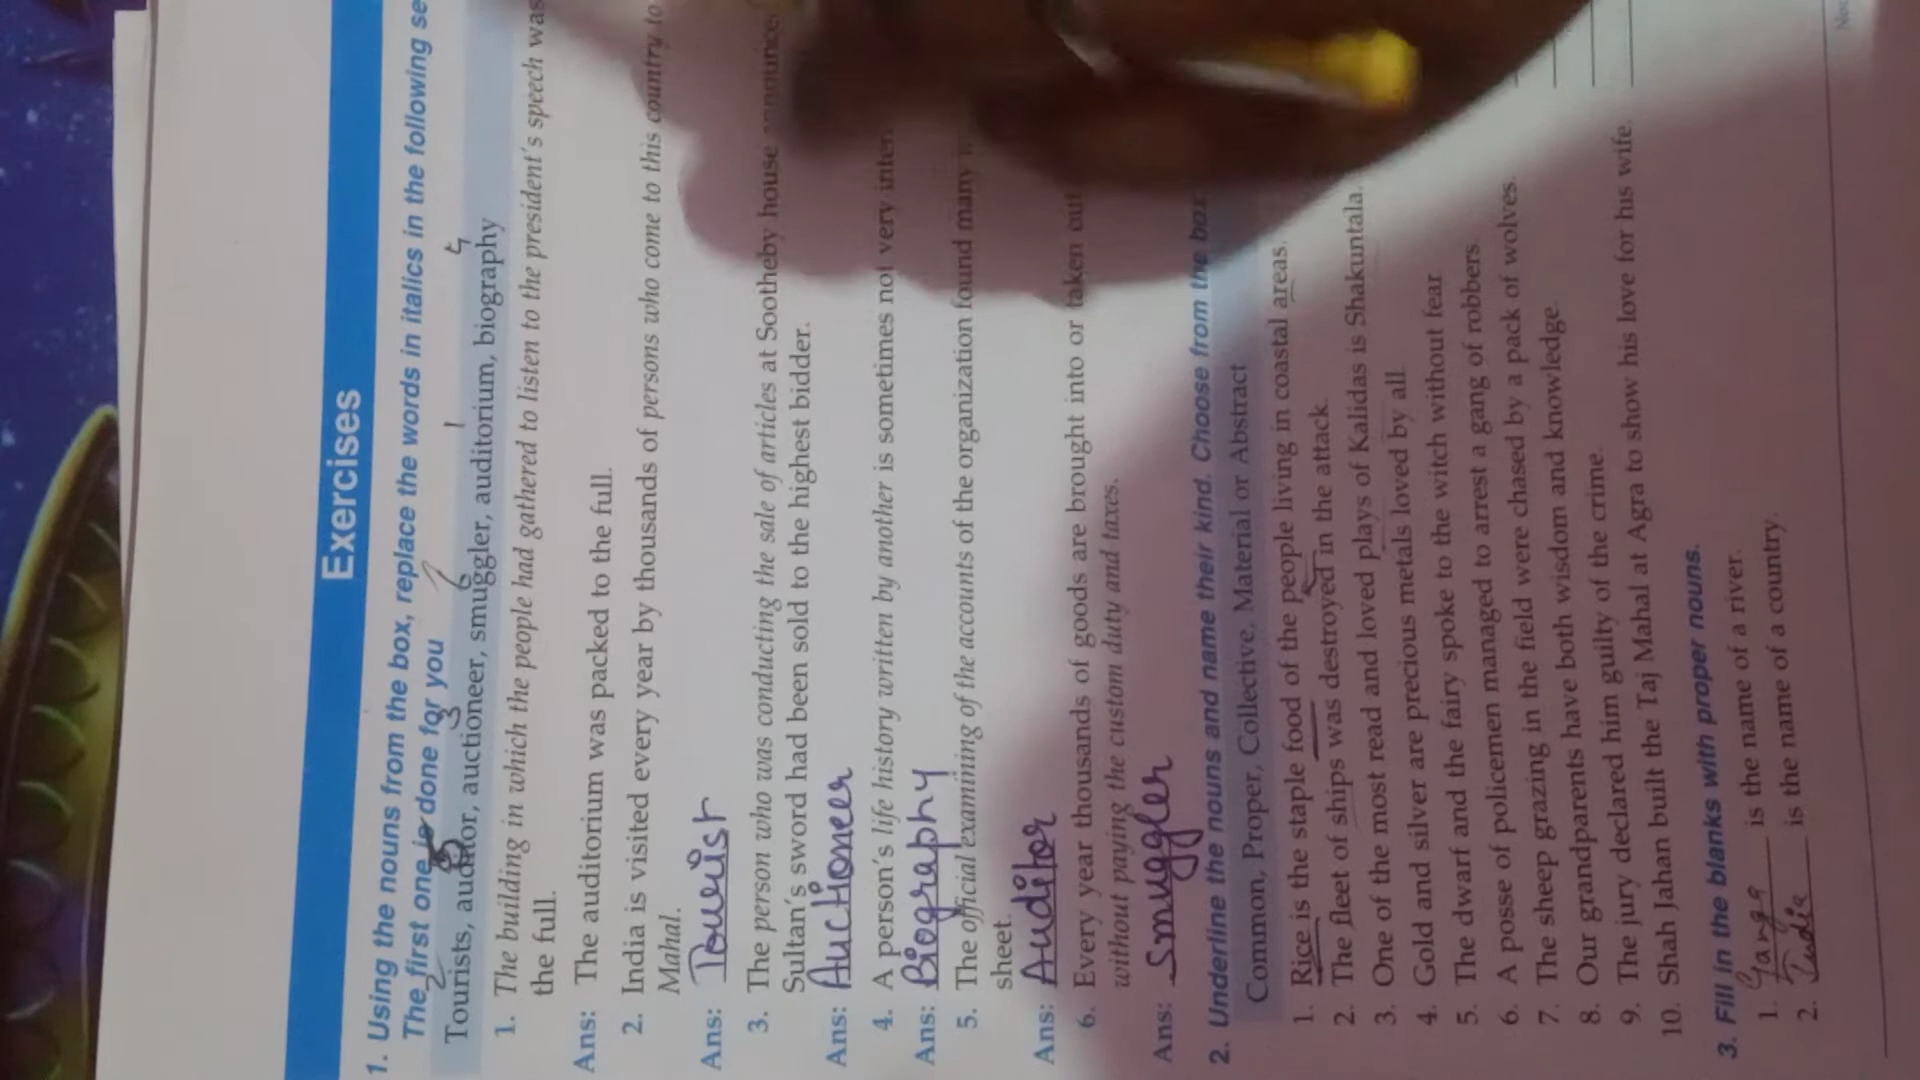 Exercises
1. Using the nouns from the box, replace the words in italics in the following se
The first one is done for you
2 5 3 6 1 4
Tourists, auditor, auctioneer, smuggler, auditorium, biography
1. The building in which the people had gathered to listen to the president's speech was
the full.
Ans: The auditorium was packed to the full.
2. India is visited every year by thousands of persons who come to this country to
Mahal.
Ans: Tourist
3. The person who was conducting the sale of articles at Sootheby house announced
Sultan's sword had been sold to the highest bidder.
Ans: Auctioner
4. A person's life history written by another is sometimes not very inter
Ans: Biography
5. The official examining of the accounts of the organization found many
sheet.
Ans: Auditor
6. Every year thousands of goods are brought into or taken out
without paying the custom duty and taxes.
Ans: Smuggler
2. Underline the nouns and name their kind. Choose from the box
Common, Proper, Collective, Material or Abstract
1. Rice is the staple food of the people living in coastal areas.
2. The fleet of ships was destroyed in the attack.
3. One of the most read and loved plays of Kalidas is Shakuntala.
4. Gold and silver are precious metals loved by all
5. The dwarf and the fairy spoke to the witch without fear
6. A posse of policemen managed to arrest a gang of robbers
7. The sheep grazing in the field were chased by a pack of wolves.
8. Our grandparents have both wisdom and knowledge
9. The jury declared him guilty of the crime.
10. Shah Jahan built the Taj Mahal at Agra to show his love for his wife.
3. Fill in the blanks with proper nouns.
1. Ganga is the name of a river.
2. India is the name of a country.